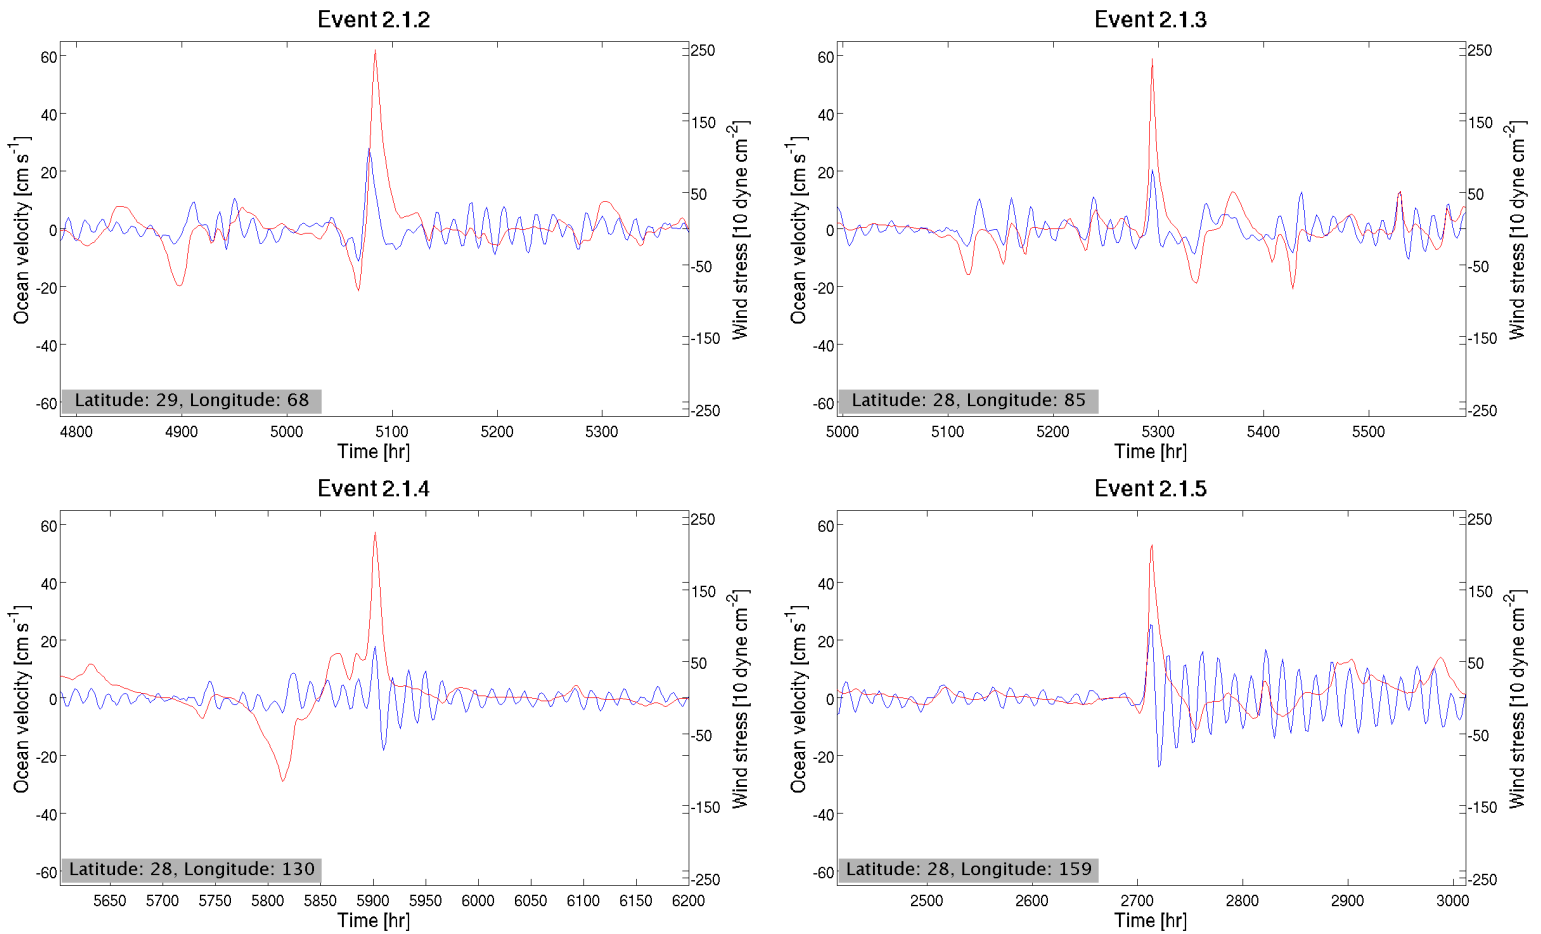 Event 2.1.2
60
40
20
0
-20
-40
-60
Ocean velocity [cm s-1]
250
150
50
-50
-150
-250
Wind stress [10 dyne cm-2]
Latitude: 29, Longitude: 68
4800 4900 5000 5100 5200 5300
Time [hr]
Event 2.1.3
60
40
20
0
-20
-40
-60
Ocean velocity [cm s-1]
250
150
50
-50
-150
-250
Wind stress [10 dyne cm-2]
Latitude: 28, Longitude: 85
5000 5100 5200 5300 5400 5500
Time [hr]
Event 2.1.4
60
40
20
0
-20
-40
-60
Ocean velocity [cm s-1]
250
150
50
-50
-150
-250
Wind stress [10 dyne cm-2]
Latitude: 28, Longitude: 130
5650 5700 5750 5800 5850 5900 5950 6000 6050 6100 6150 6200
Time [hr]
Event 2.1.5
60
40
20
0
-20
-40
-60
Ocean velocity [cm s-1]
250
150
50
-50
-150
-250
Wind stress [10 dyne cm-2]
Latitude: 28, Longitude: 159
2500 2600 2700 2800 2900 3000
Time [hr]